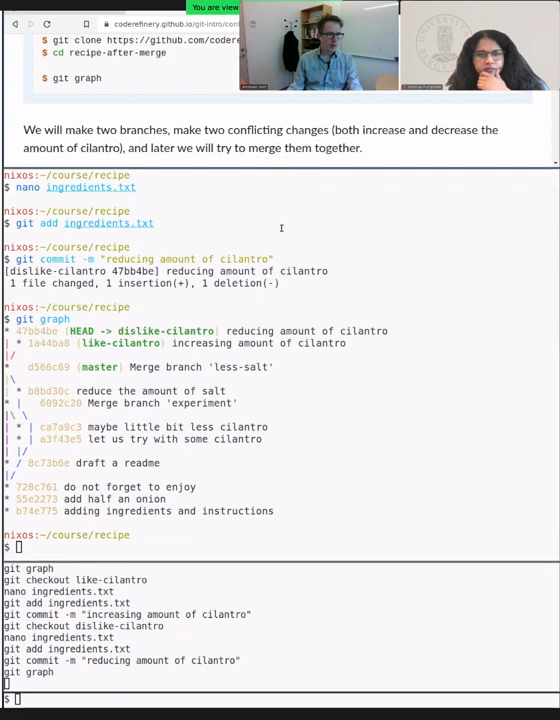 You are view
coderefinery.github.io/git-intro/con
$ git clone https://github.com/codere
$ cd recipe-after-merge
$ git graph
We will make two branches, make two conflicting changes (both increase and decrease the
amount of cilantro), and later we will try to merge them together.
nixos:~/course/recipe
$ nano ingredients.txt
nixos:~/course/recipe
$ git add ingredients.txt
nixos:~/course/recipe
$ git commit -m "reducing amount of cilantro"
[dislike-cilantro 47bb4be] reducing amount of cilantro
1 file changed, 1 insertion(+), 1 deletion(-)
nixos:~/course/recipe
$ git graph
* 47bb4be (HEAD -> dislike-cilantro) reducing amount of cilantro
| * 1a44ba8 (like-cilantro) increasing amount of cilantro
|/
*   d566c69 (master) Merge branch 'less-salt'
|\
| * b8bd30c reduce the amount of salt
* |   6092c20 Merge branch 'experiment'
|\ \
| * | ca7a9c3 maybe little bit less cilantro
| * | a3f43e5 let us try with some cilantro
| |/
* / 8c73b6e draft a readme
|/
* 728c761 do not forget to enjoy
* 55e2273 add half an onion
* b74e775 adding ingredients and instructions
nixos:~/course/recipe
$
git graph
git checkout like-cilantro
nano ingredients.txt
git add ingredients.txt
git commit -m "increasing amount of cilantro"
git checkout dislike-cilantro
nano ingredients.txt
git add ingredients.txt
git commit -m "reducing amount of cilantro"
git graph
$